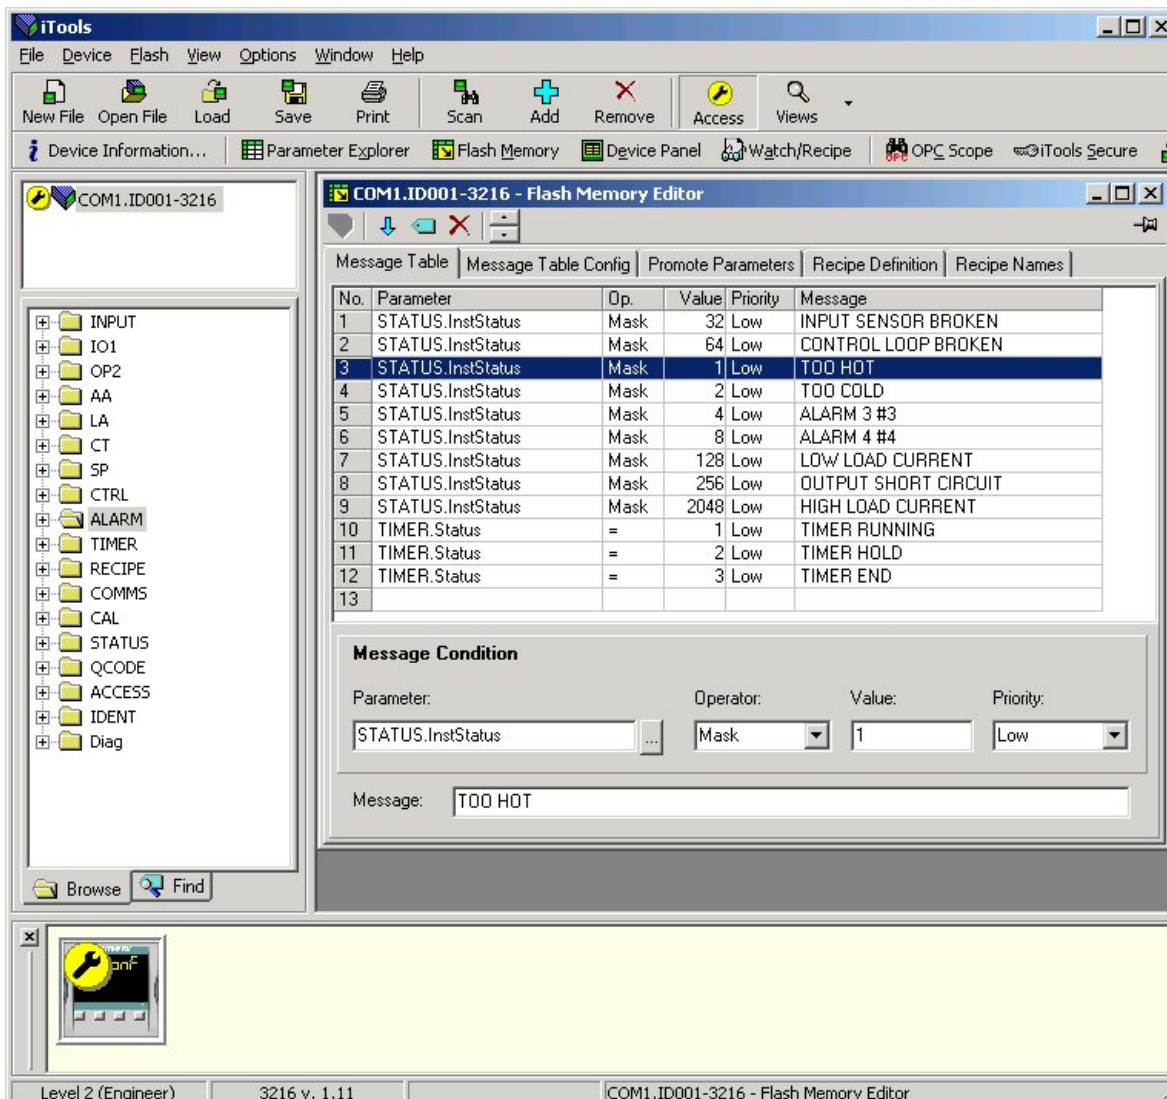 iTools
File Device Flash View Options Window Help
New File Open File Load Save Print Scan Add Remove Access Views
Device Information... Parameter Explorer Flash Memory Device Panel Watch/Recipe OPC Scope iTools Secure
COM1.ID001-3216
COM1.ID001-3216 - Flash Memory Editor
Message Table Message Table Config Promote Parameters Recipe Definition Recipe Names
No. Parameter Op. Value Priority Message
1 STATUS.InstStatus Mask 32 Low INPUT SENSOR BROKEN
2 STATUS.InstStatus Mask 64 Low CONTROL LOOP BROKEN
3 STATUS.InstStatus Mask 1 Low TOO HOT
4 STATUS.InstStatus Mask 2 Low TOO COLD
5 STATUS.InstStatus Mask 4 Low ALARM 3 #3
6 STATUS.InstStatus Mask 8 Low ALARM 4 #4
7 STATUS.InstStatus Mask 128 Low LOW LOAD CURRENT
8 STATUS.InstStatus Mask 256 Low OUTPUT SHORT CIRCUIT
9 STATUS.InstStatus Mask 2048 Low HIGH LOAD CURRENT
10 TIMER.Status = 1 Low TIMER RUNNING
11 TIMER.Status = 2 Low TIMER HOLD
12 TIMER.Status = 3 Low TIMER END
13
Message Condition
Parameter: Operator: Value: Priority:
STATUS.InstStatus ... Mask 1 Low
Message: TOO HOT
INPUT
IO1
OP2
AA
LA
CT
SP
CTRL
ALARM
TIMER
RECIPE
COMMS
CAL
STATUS
QCODE
ACCESS
IDENT
Diag
Browse Find
Level 2 (Engineer) 3216 v. 1.11 COM1.ID001-3216 - Flash Memory Editor